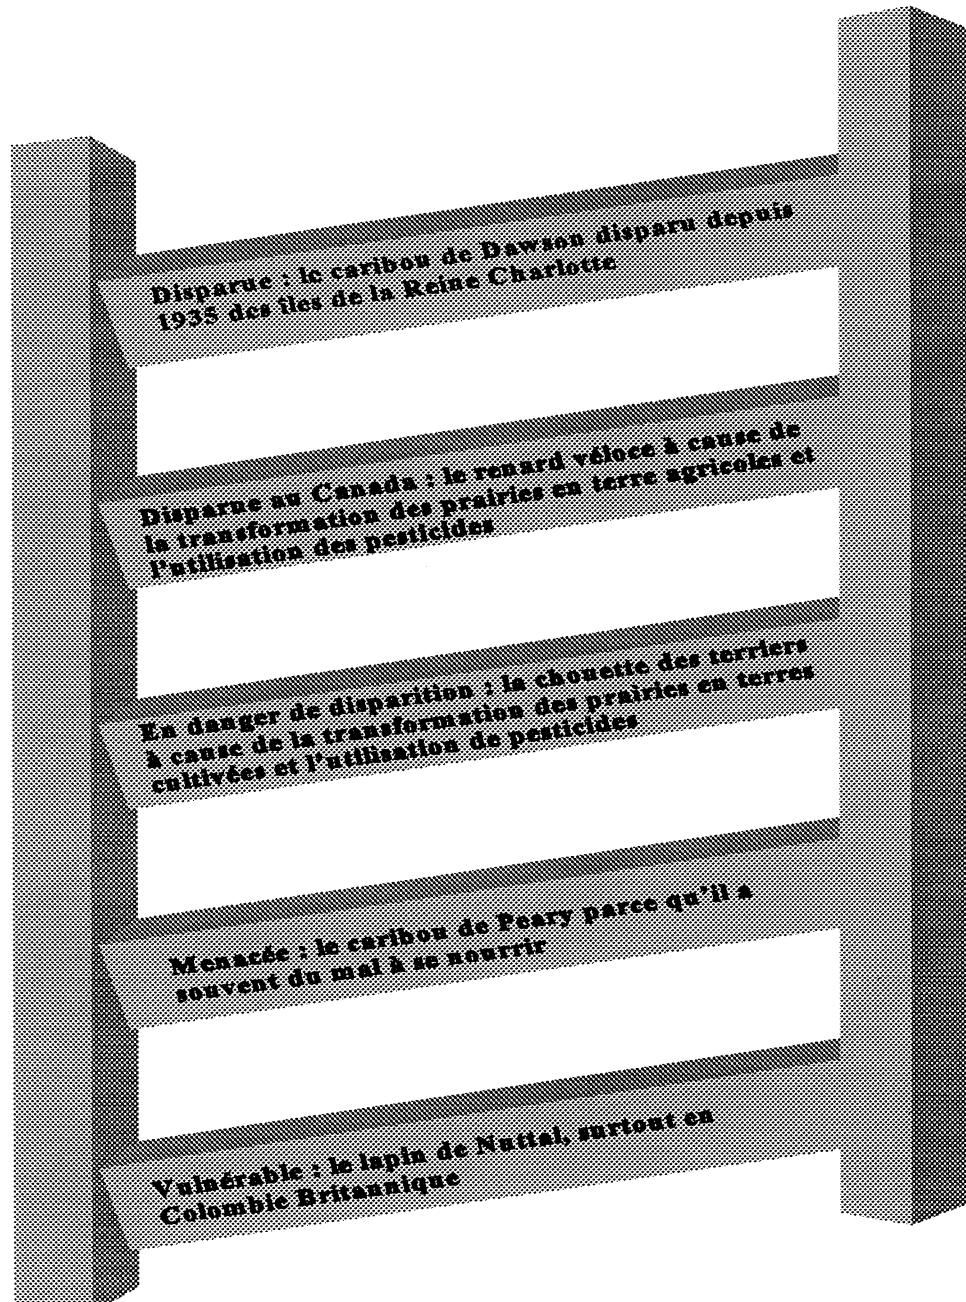 Disparue : le caribou de Dawson disparu depuis
1935 des îles de la Reine Charlotte
Disparue au Canada : le renard véloce à cause de
la transformation des prairies en terre agricoles et
l'utilisation des pesticides
En danger de disparition : la chouette des terriers
à cause de la transformation des prairies en terres
cultivées et l'utilisation de pesticides
Menacée : le caribou de Peary parce qu'il a
souvent du mal à se nourrir
Vulnérable : le lapin de Nuttal, surtout en
Colombie Britannique